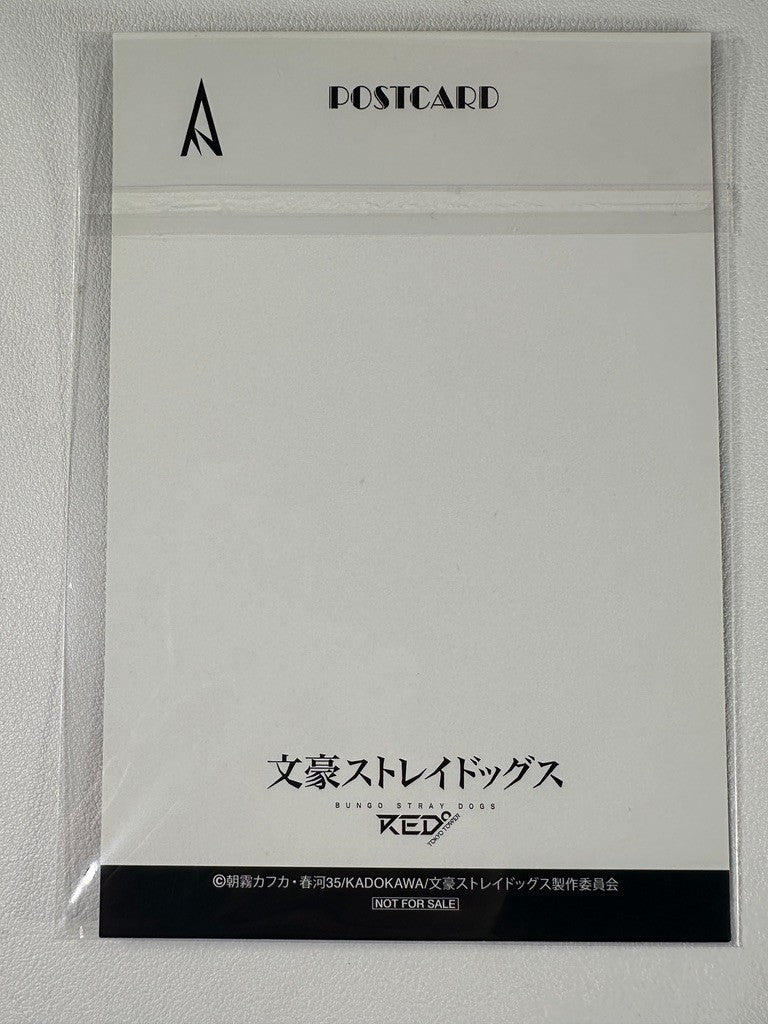 POSTCARD
文豪ストレイドッグス
BUNGO STRAY DOGS
RED°
TOKYO TOWER
©朝霧カフカ・春河35/KADOKAWA/文豪ストレイドッグス製作委員会
NOT FOR SALE